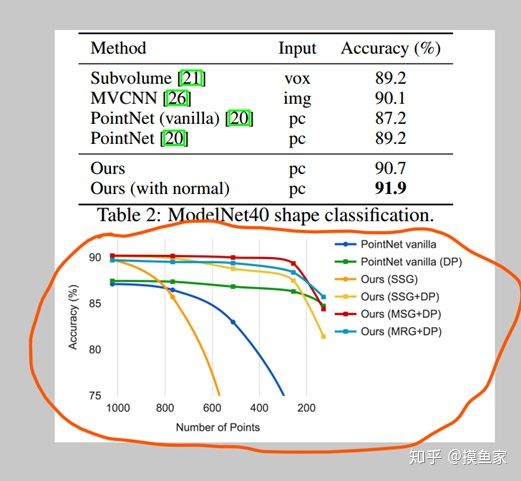 Method Input Accuracy (%)
Subvolume [21] vox 89.2
MVCNN [26] img 90.1
PointNet (vanilla) [20] pc 87.2
PointNet [20] pc 89.2
Ours pc 90.7
Ours (with normal) pc 91.9
Table 2: ModelNet40 shape classification.
90
85
80
75
Accuracy (%)
1000 800 600 400 200
Number of Points
PointNet vanilla
PointNet vanilla (DP)
Ours (SSG)
Ours (SSG+DP)
Ours (MSG+DP)
Ours (MRG+DP)
知乎 @摸鱼家